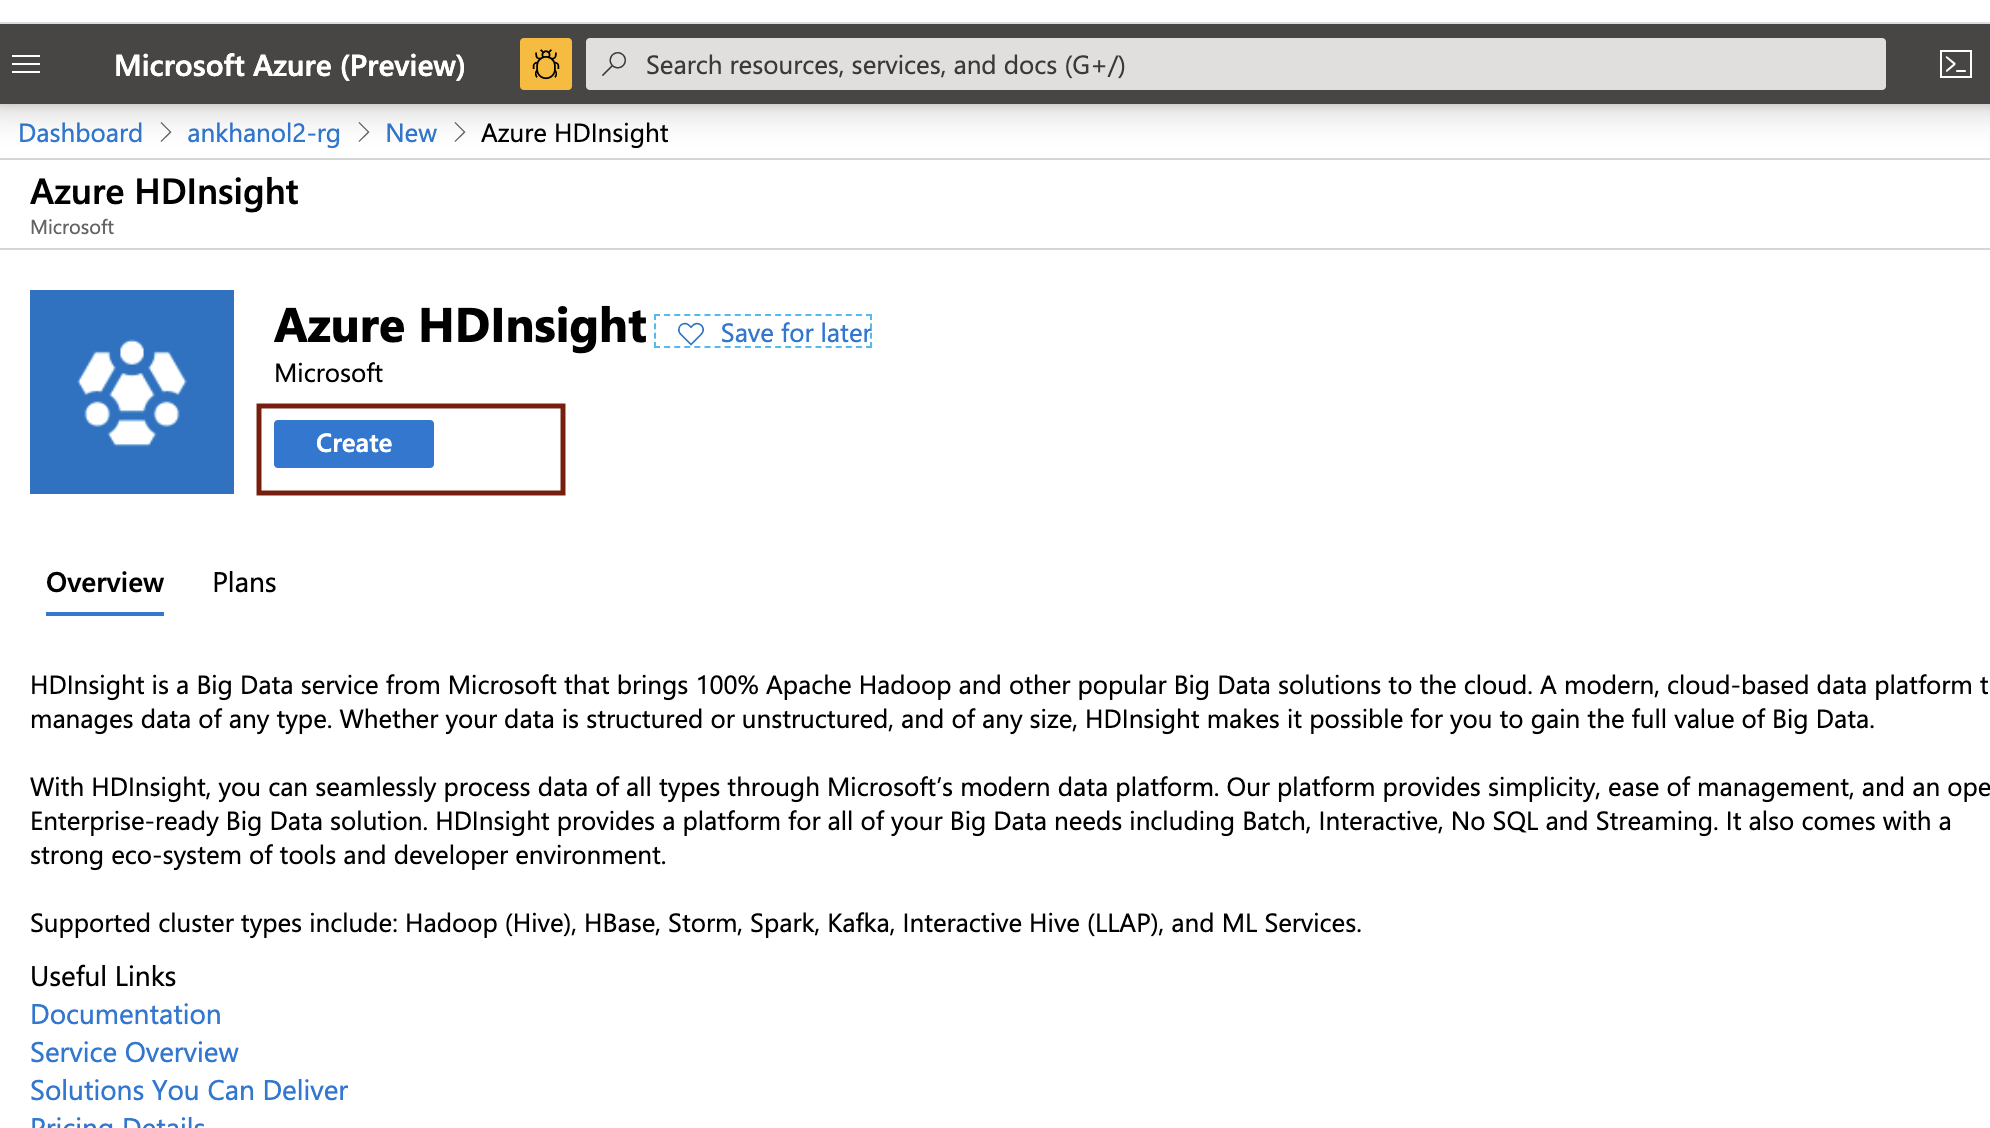 Microsoft Azure (Preview)
Search resources, services, and docs (G+/)
Dashboard > ankhanol2-rg > New > Azure HDInsight
Azure HDInsight
Microsoft
Azure HDInsight
Save for later
Microsoft
Create
Overview Plans
HDInsight is a Big Data service from Microsoft that brings 100% Apache Hadoop and other popular Big Data solutions to the cloud. A modern, cloud-based data platform t
manages data of any type. Whether your data is structured or unstructured, and of any size, HDInsight makes it possible for you to gain the full value of Big Data.
With HDInsight, you can seamlessly process data of all types through Microsoft’s modern data platform. Our platform provides simplicity, ease of management, and an ope
Enterprise-ready Big Data solution. HDInsight provides a platform for all of your Big Data needs including Batch, Interactive, No SQL and Streaming. It also comes with a
strong eco-system of tools and developer environment.
Supported cluster types include: Hadoop (Hive), HBase, Storm, Spark, Kafka, Interactive Hive (LLAP), and ML Services.
Useful Links
Documentation
Service Overview
Solutions You Can Deliver
Pricing Details